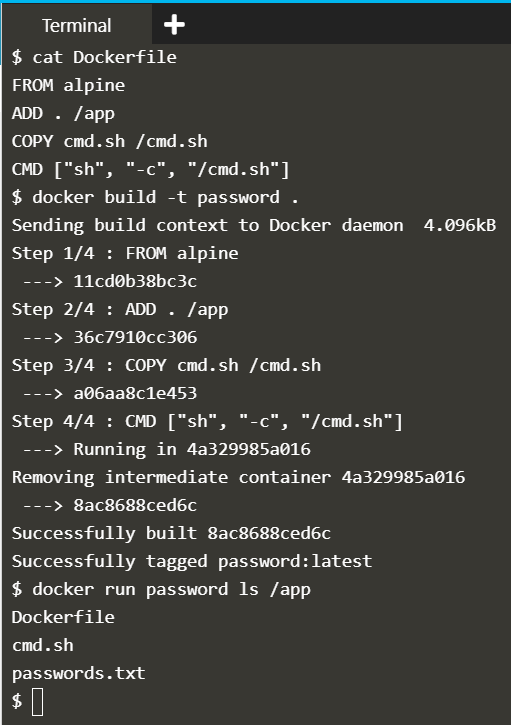 Terminal
$ cat Dockerfile
FROM alpine
ADD . /app
COPY cmd.sh /cmd.sh
CMD ["sh", "-c", "/cmd.sh"]
$ docker build -t password .
Sending build context to Docker daemon  4.096kB
Step 1/4 : FROM alpine
 ---> 11cd0b38bc3c
Step 2/4 : ADD . /app
 ---> 36c7910cc306
Step 3/4 : COPY cmd.sh /cmd.sh
 ---> a06aa8c1e453
Step 4/4 : CMD ["sh", "-c", "/cmd.sh"]
 ---> Running in 4a329985a016
Removing intermediate container 4a329985a016
 ---> 8ac8688ced6c
Successfully built 8ac8688ced6c
Successfully tagged password:latest
$ docker run password ls /app
Dockerfile
cmd.sh
passwords.txt
$